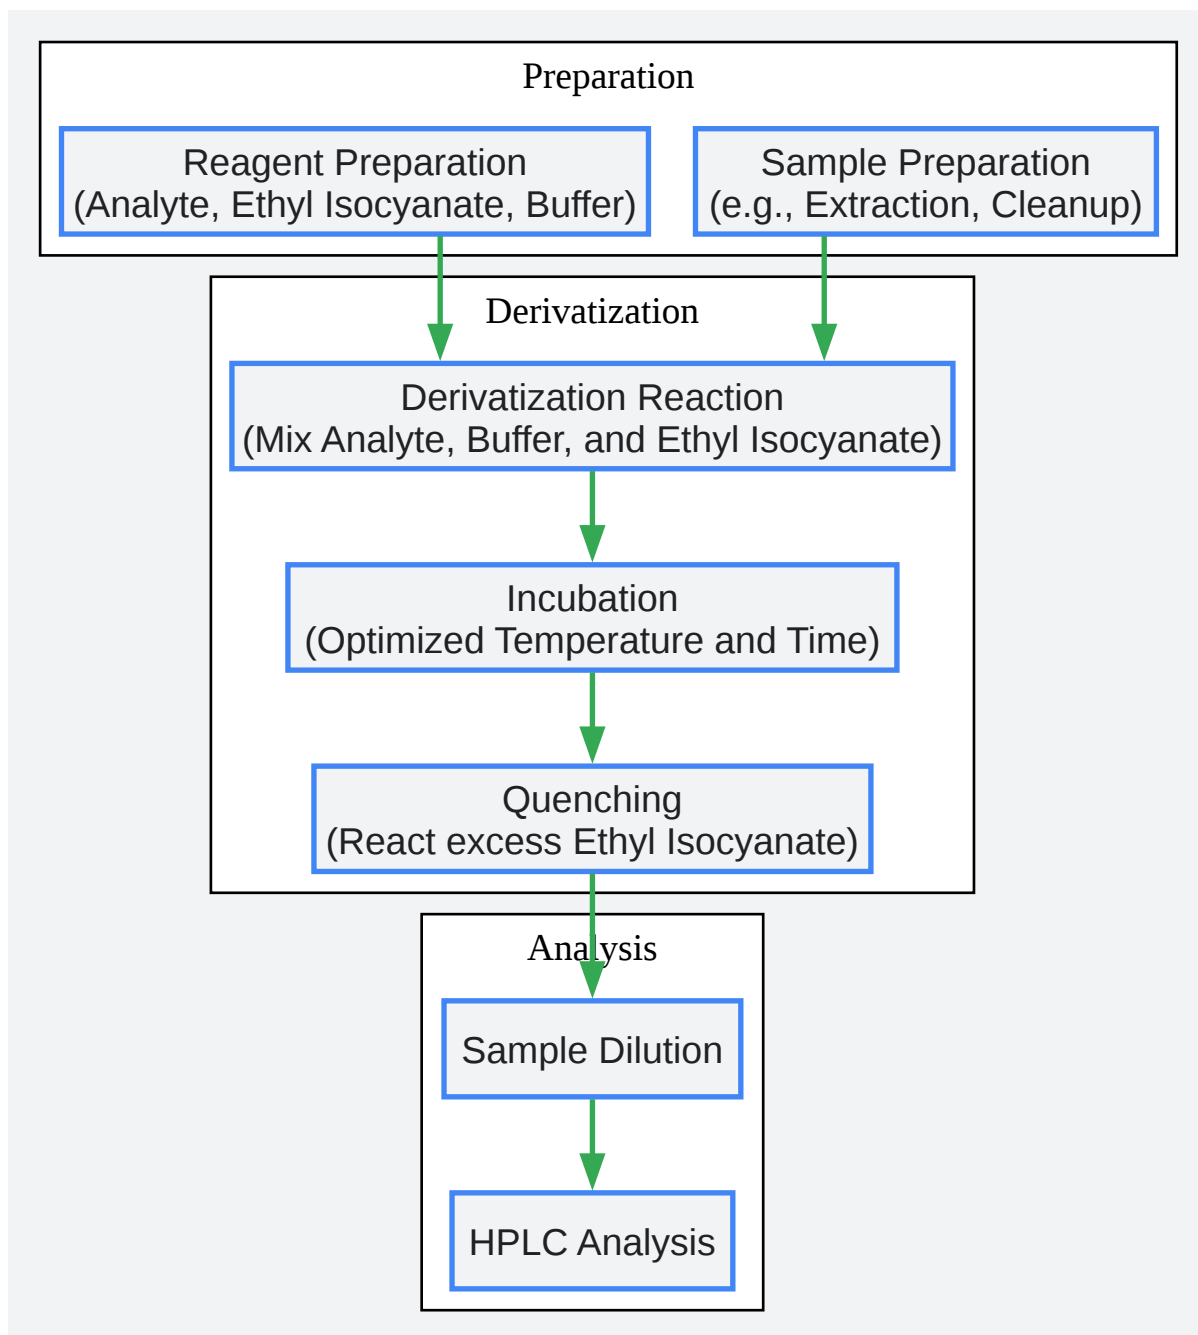 Preparation
Reagent Preparation
(Analyte, Ethyl Isocyanate, Buffer)
Sample Preparation
(e.g., Extraction, Cleanup)
Derivatization
Derivatization Reaction
(Mix Analyte, Buffer, and Ethyl Isocyanate)
Incubation
(Optimized Temperature and Time)
Quenching
(React excess Ethyl Isocyanate)
Analysis
Sample Dilution
HPLC Analysis